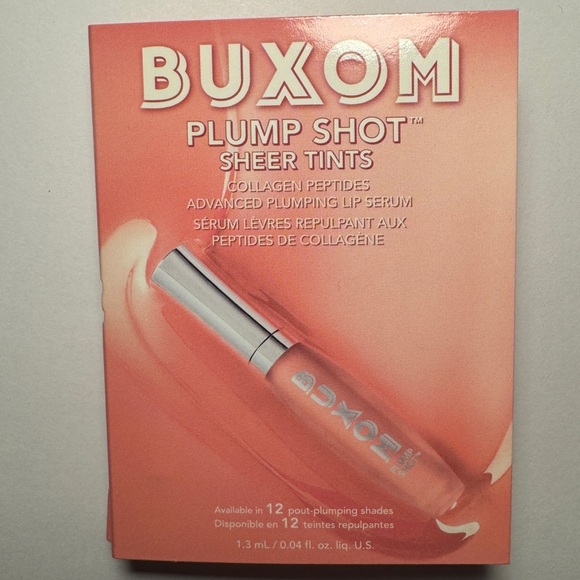 BUXOM
PLUMP SHOT™
SHEER TINTS
COLLAGEN PEPTIDES
ADVANCED PLUMPING LIP SERUM
SÉRUM LÈVRES REPULPANT AUX
PEPTIDES DE COLLAGÈNE
BUXOM
PLUMP
SHOT™
Available in 12 pout-plumping shades
Disponible en 12 teintes repulpantes
1.3 mL / 0.04 fl. oz. liq. U.S.